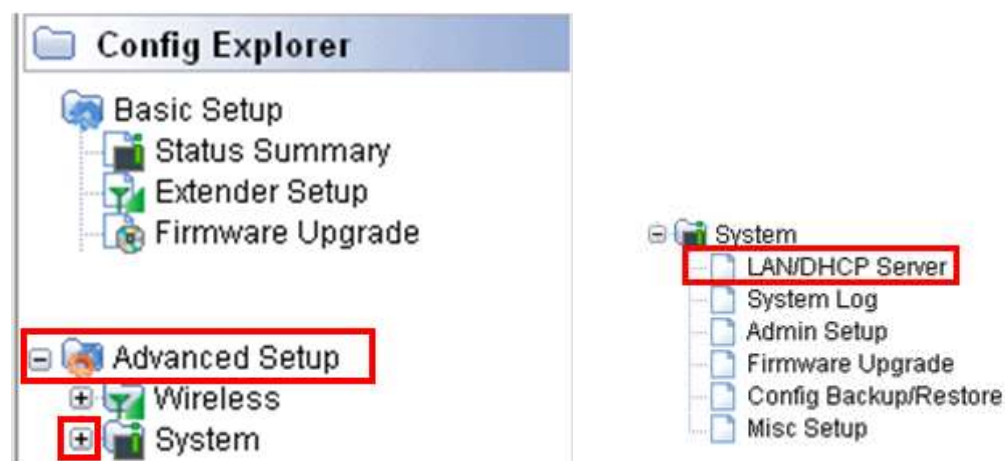 Config Explorer
Basic Setup
Status Summary
Extender Setup
Firmware Upgrade
Advanced Setup
Wireless
System
System
LAN/DHCP Server
System Log
Admin Setup
Firmware Upgrade
Config Backup/Restore
Misc Setup